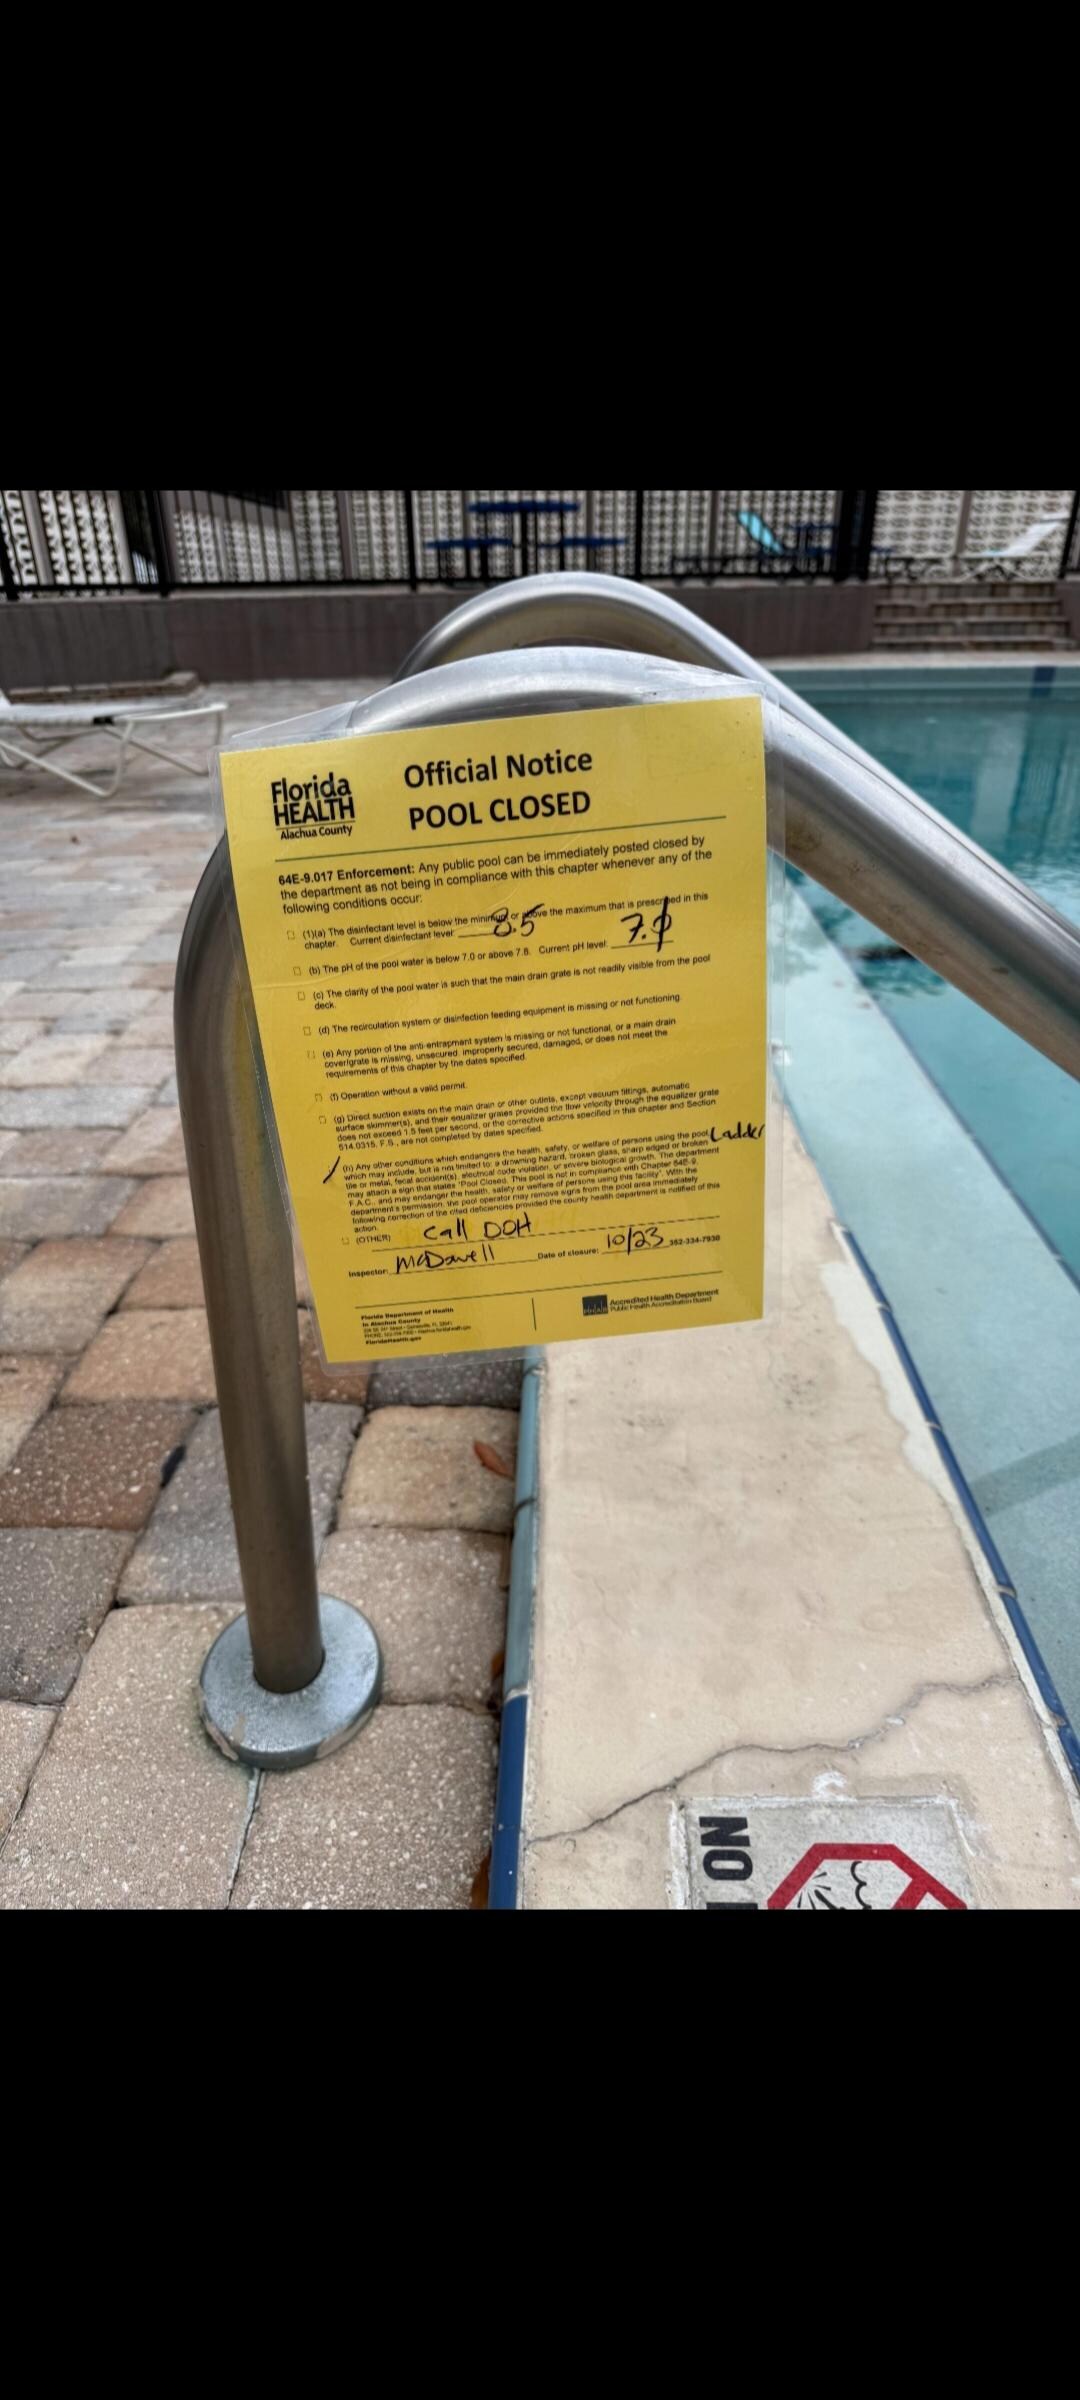 Florida
HEALTH
Alachua County
Official Notice
POOL CLOSED
64E-9.017 Enforcement: Any public pool can be immediately posted closed by
the department as not being in compliance with this chapter whenever any of the
following conditions occur:
(1)(a) The disinfectant level is below the minimum or above the maximum that is prescribed in this
chapter. Current disinfectant level: 3.5
(b) The pH of the pool water is below 7.0 or above 7.8. Current pH level: 7.0
(c) The clarity of the pool water is such that the main drain grate is not readily visible from the pool
deck.
(d) The recirculation system or disinfection feeding equipment is missing or not functioning.
(e) Any portion of the anti-entrapment system is missing or not functional, or a main drain
cover/grate is missing, unsecured, improperly secured, damaged, or does not meet the
requirements of this chapter by the dates specified.
(f) Operation without a valid permit.
(g) Direct suction exists on the main drain or other outlets, except vacuum fittings, automatic
surface skimmer(s), and their equalizer grates provided the flow velocity through the equalizer grate
does not exceed 1.5 feet per second, or the corrective actions specified in this chapter and Section
514.0315, F.S., are not completed by dates specified.
(h) Any other conditions which endangers the health, safety, or welfare of persons using the pool Ladder
which may include, but is not limited to: a drowning hazard, broken glass, sharp edged or broken
tile or metal, fecal accident(s), electrical code violation, or severe biological growth. The department
may attach a sign that states "Pool Closed. This pool is not in compliance with Chapter 64E-9,
F.A.C., and may endanger the health, safety or welfare of persons using this facility". With the
department's permission, the pool operator may remove signs from the pool area immediately
following correction of the cited deficiencies provided the county health department is notified of this
action.
(OTHER) Call DOH
Inspector: McDowell Date of closure: 10/23 352-334-7930
Florida Department of Health
in Alachua County
FloridaHealth.gov
PHAB
Accredited Health Department
Public Health Accreditation Board
NO